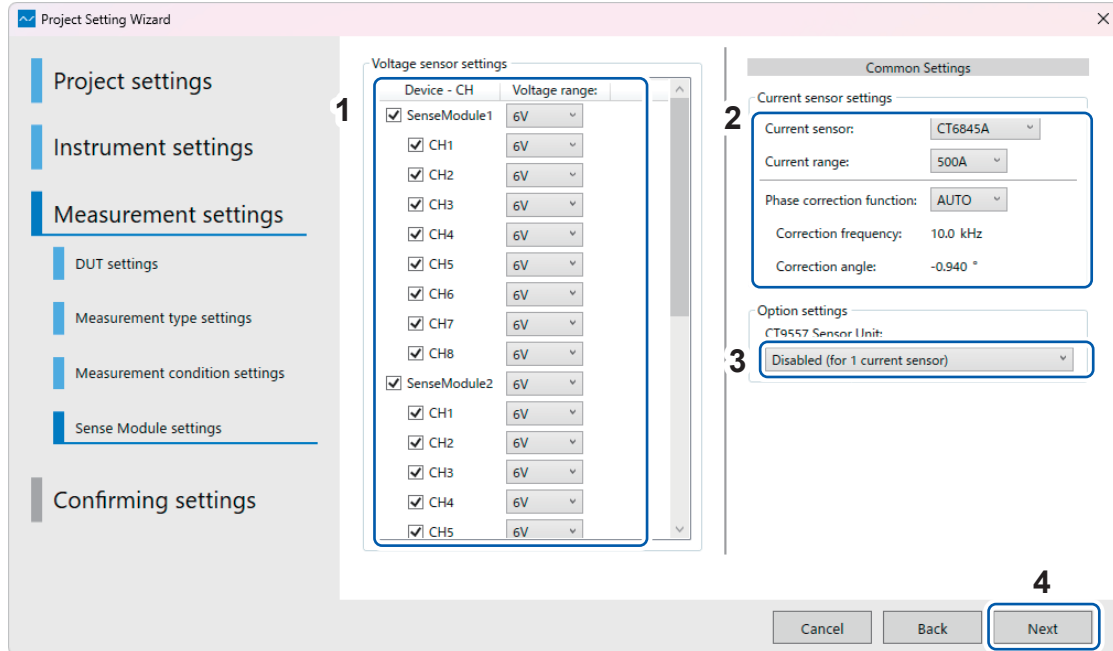 Project Setting Wizard
Project settings
Instrument settings
Measurement settings
DUT settings
Measurement type settings
Measurement condition settings
Sense Module settings
Confirming settings
Voltage sensor settings
1
Device - CH Voltage range:
SenseModule1 6V
CH1 6V
CH2 6V
CH3 6V
CH4 6V
CH5 6V
CH6 6V
CH7 6V
CH8 6V
SenseModule2 6V
CH1 6V
CH2 6V
CH3 6V
CH4 6V
CH5 6V
Common Settings
Current sensor settings
2
Current sensor: CT6845A
Current range: 500A
Phase correction function: AUTO
Correction frequency: 10.0 kHz
Correction angle: -0.940 °
Option settings
CT9557 Sensor Unit:
3
Disabled (for 1 current sensor)
4
Cancel Back Next